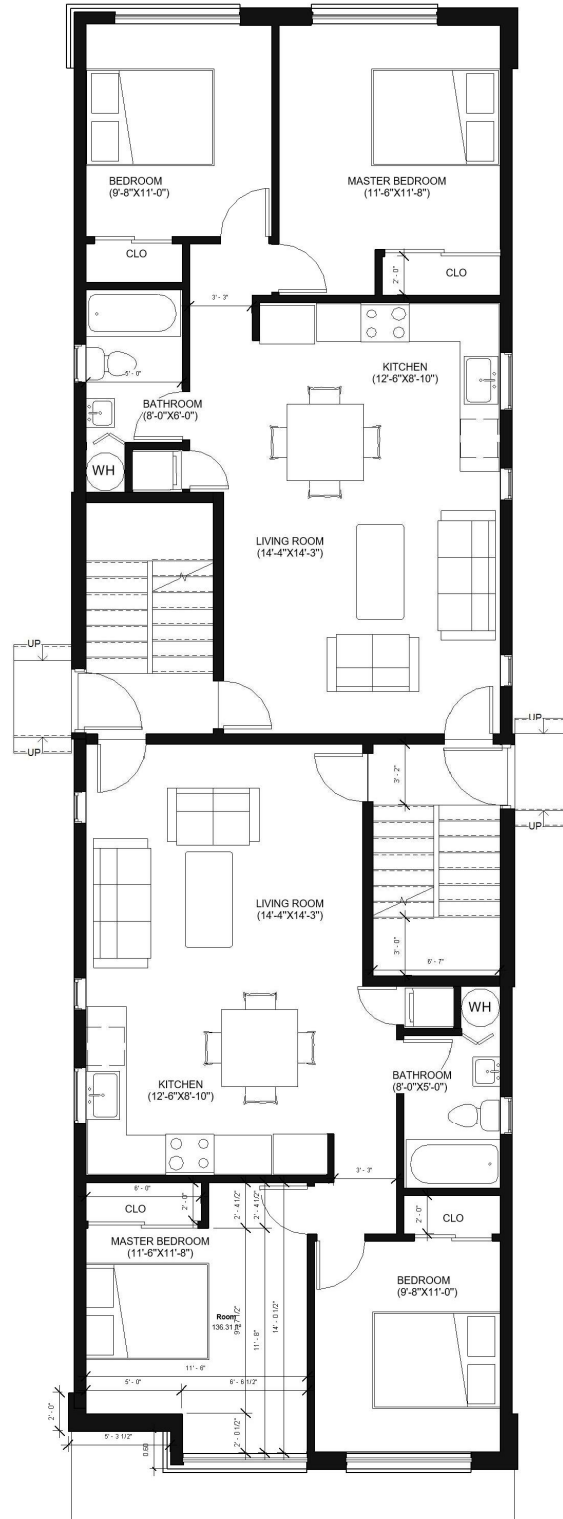 BEDROOM
(9'-8"X11'-0")
MASTER BEDROOM
(11'-6"X11'-8")
CLO
2' - 0"
CLO
3' - 3"
KITCHEN
(12'-6"X8'-10")
5' - 0"
BATHROOM
(8'-0"X6'-0")
WH
LIVING ROOM
(14'-4"X14'-3")
UP
UP
UP
UP
3' - 2"
LIVING ROOM
(14'-4"X14'-3")
3' - 0"
6' - 7"
WH
BATHROOM
(8'-0"X5'-0")
KITCHEN
(12'-6"X8'-10")
3' - 3"
6' - 0"
2' - 0"
2' - 4 1/2"
2' - 4 1/2"
CLO
2' - 0"
CLO
MASTER BEDROOM
(11'-6"X11'-8")
BEDROOM
(9'-8"X11'-0")
Room
136.31 ft²
11' - 8"
14' - 0 1/2"
11' - 6"
5' - 0"
6' - 6 1/2"
2' - 0"
5' - 3 1/2"
0.60
2' - 0 1/2"